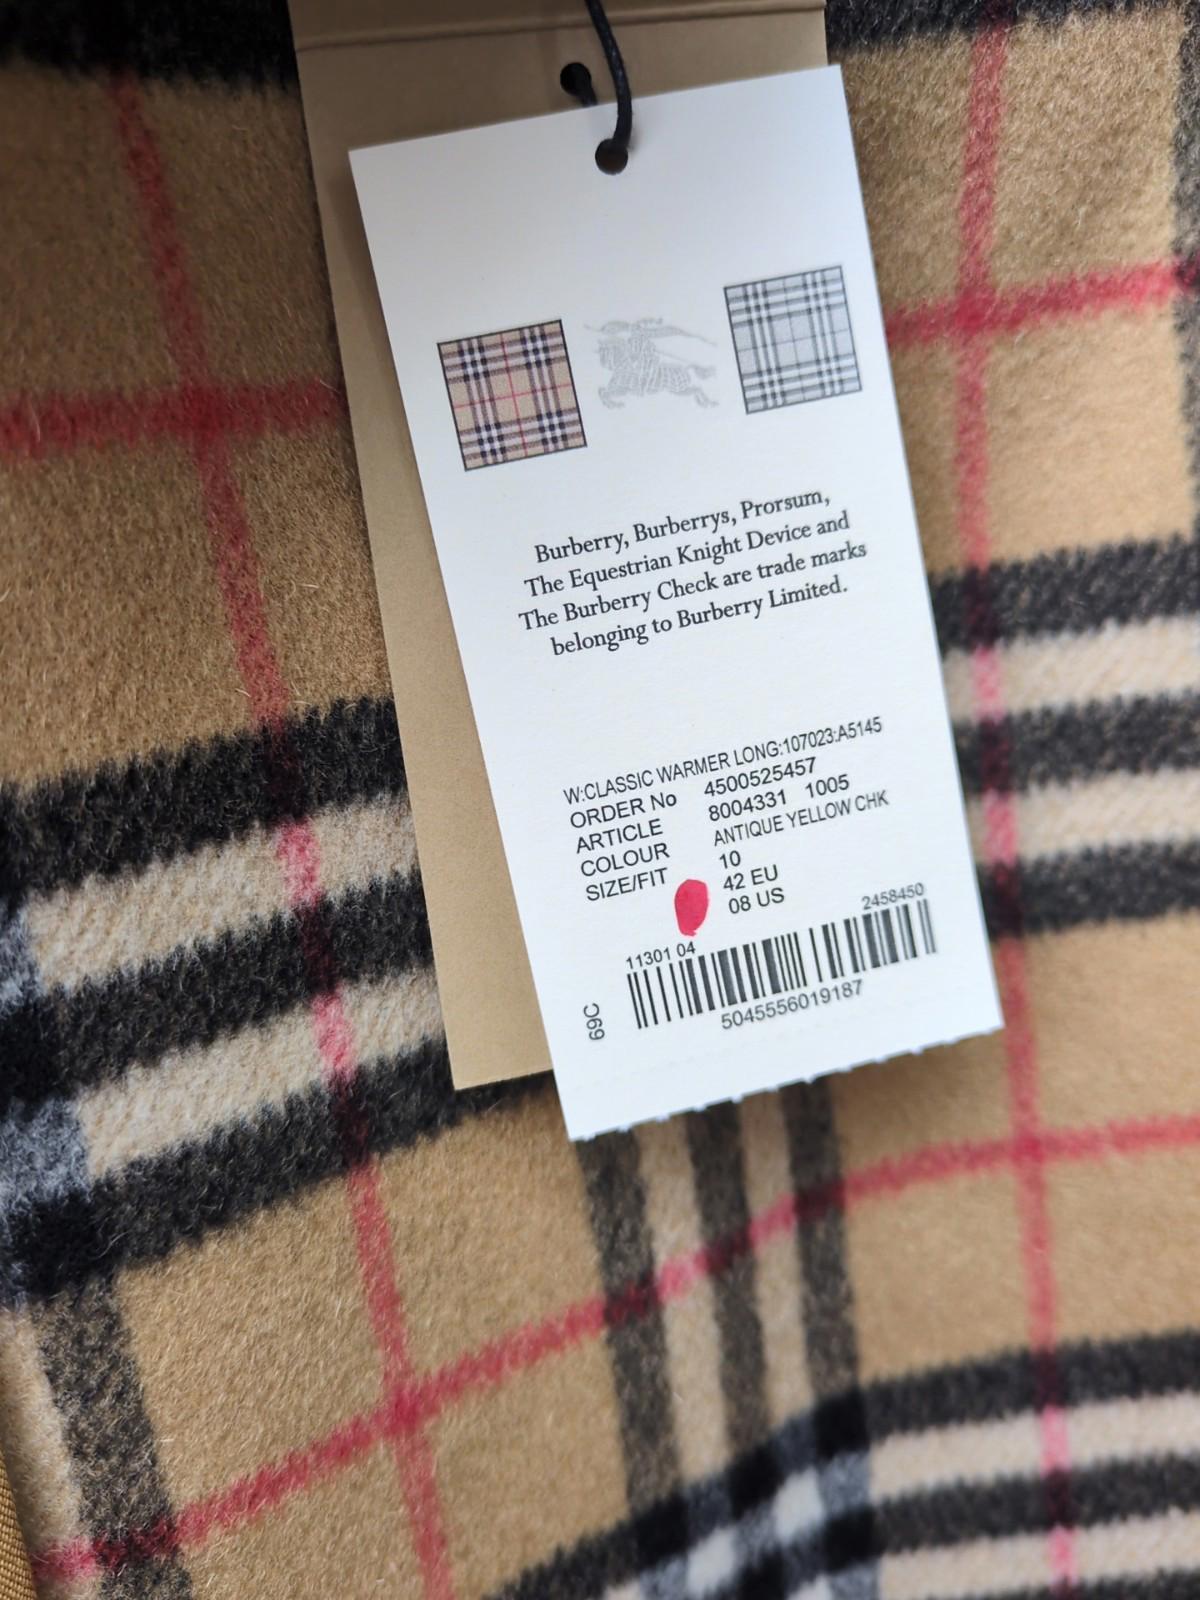 Burberry, Burberrys, Prorsum,
The Equestrian Knight Device and
The Burberry Check are trade marks
belonging to Burberry Limited.
W:CLASSIC WARMER LONG:107023:A5145
ORDER No 4500525457
ARTICLE 8004331 1005
COLOUR ANTIQUE YELLOW CHK
SIZE/FIT 10
42 EU
08 US
11301 04 2458450
5045556019187
69C